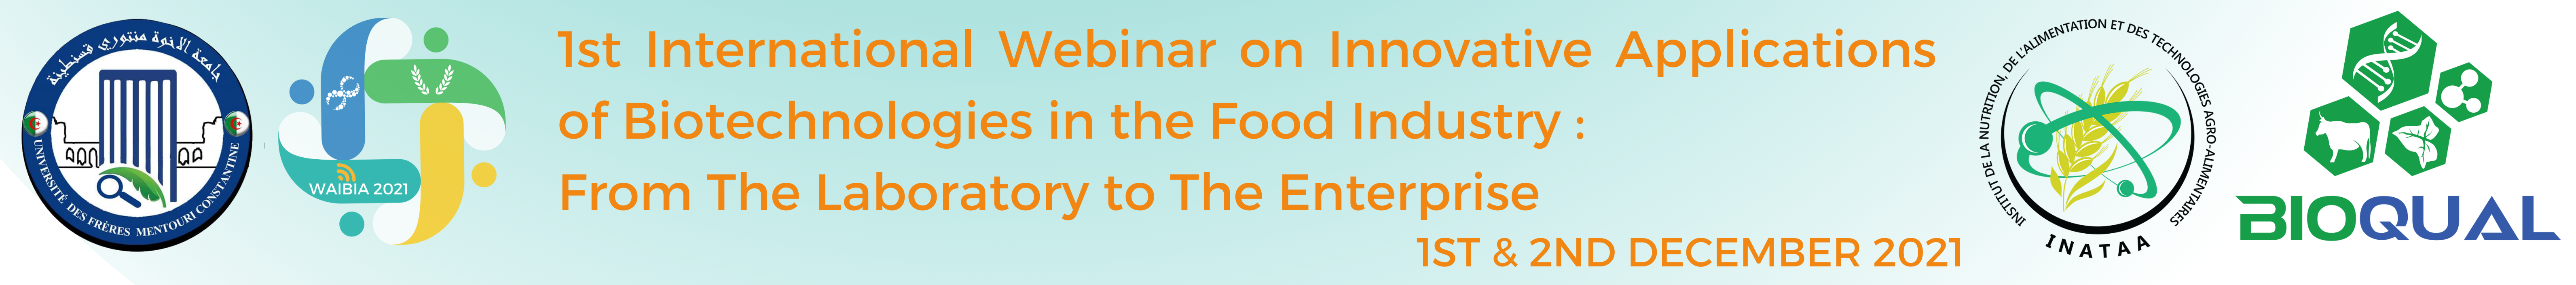 جامعة الاخوة منتوري قسنطينة
UNIVERSITÉ DES FRÈRES MENTOURI CONSTANTINE
WAIBIA 2021
1st International Webinar on Innovative Applications
of Biotechnologies in the Food Industry :
From The Laboratory to The Enterprise
1ST & 2ND DECEMBER 2021
INSTITUT DE LA NUTRITION, DE L'ALIMENTATION ET DES TECHNOLOGIES AGRO-ALIMENTAIRES
INATAA
BIOQUAL